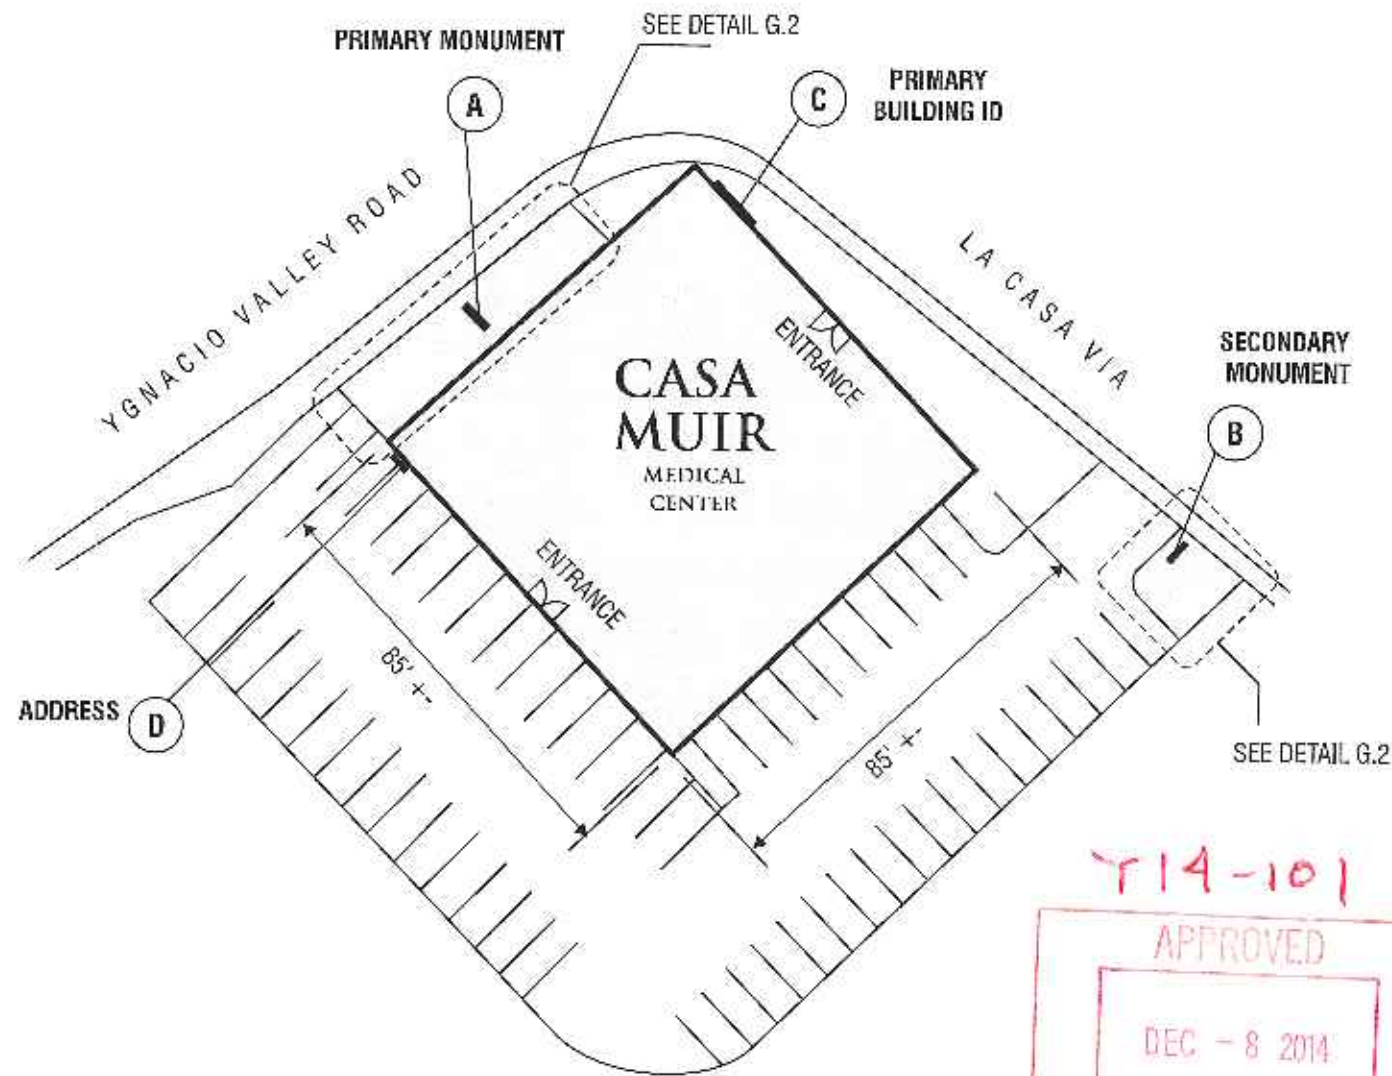 SEE DETAIL G.2
PRIMARY MONUMENT
A
C
PRIMARY
BUILDING ID
YGNACIO VALLEY ROAD
LA CASA VIA
ENTRANCE
CASA
MUIR
MEDICAL
CENTER
SECONDARY
MONUMENT
B
ENTRANCE
85' +-
85' +-
ADDRESS
D
SEE DETAIL G.2
Y14-101
APPROVED
DEC - 8 2014